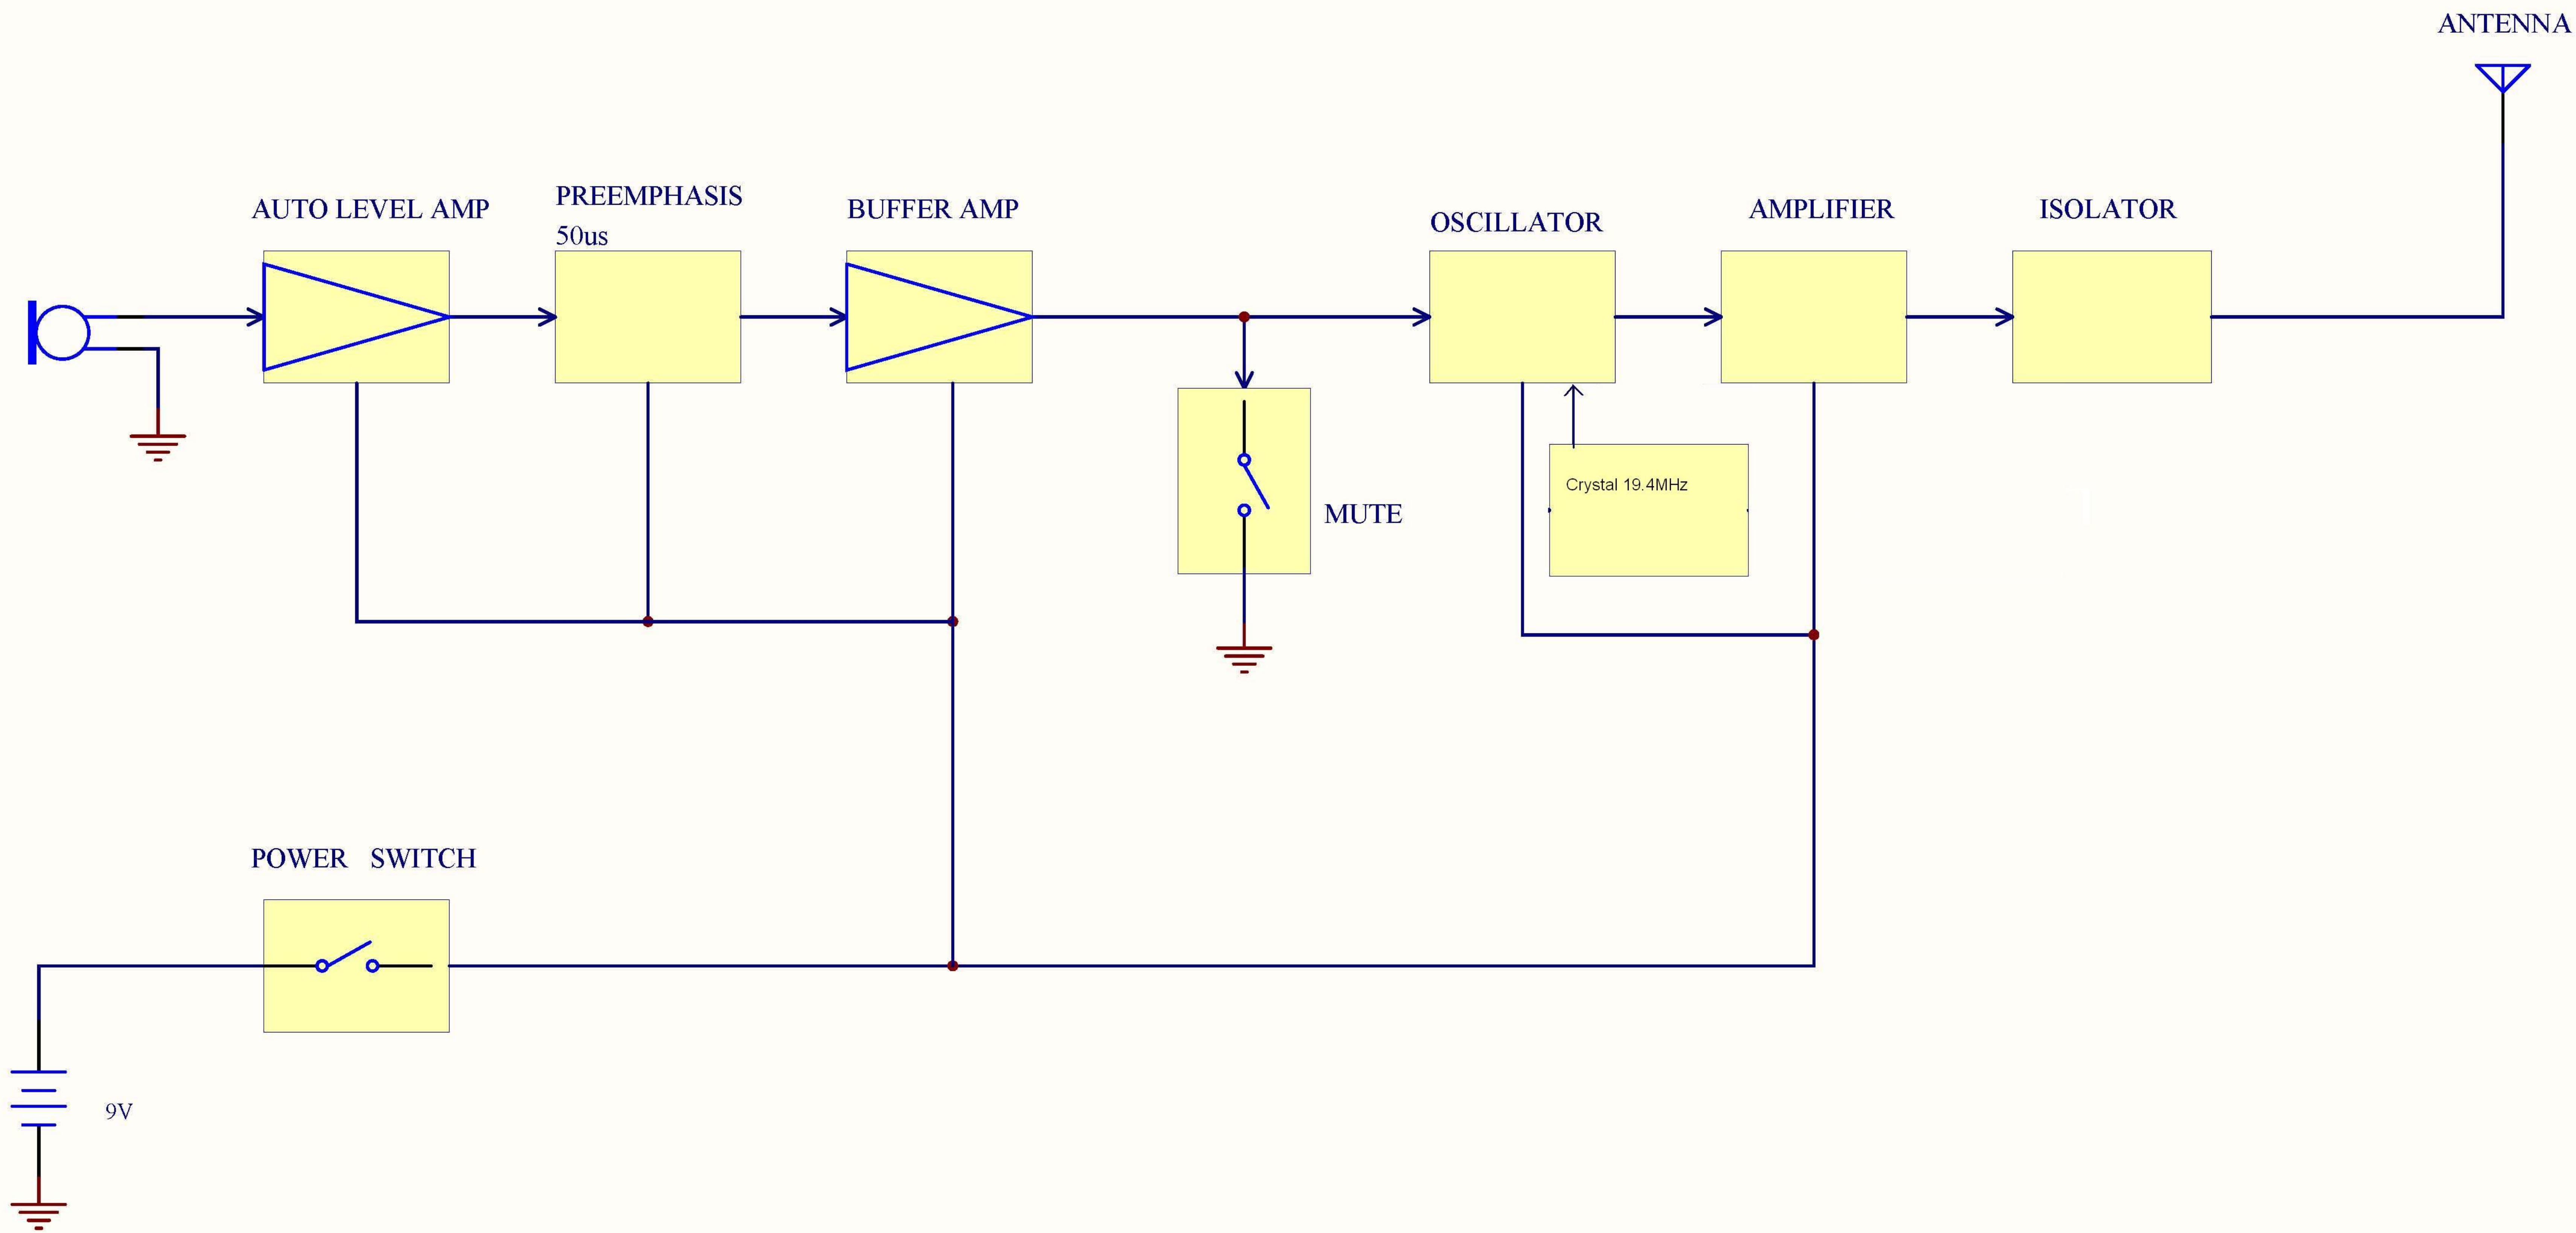 ANTENNA
AUTO LEVEL AMP
PREEMPHASIS
50us
BUFFER AMP
OSCILLATOR
AMPLIFIER
ISOLATOR
Crystal 19.4MHz
MUTE
POWER SWITCH
9V